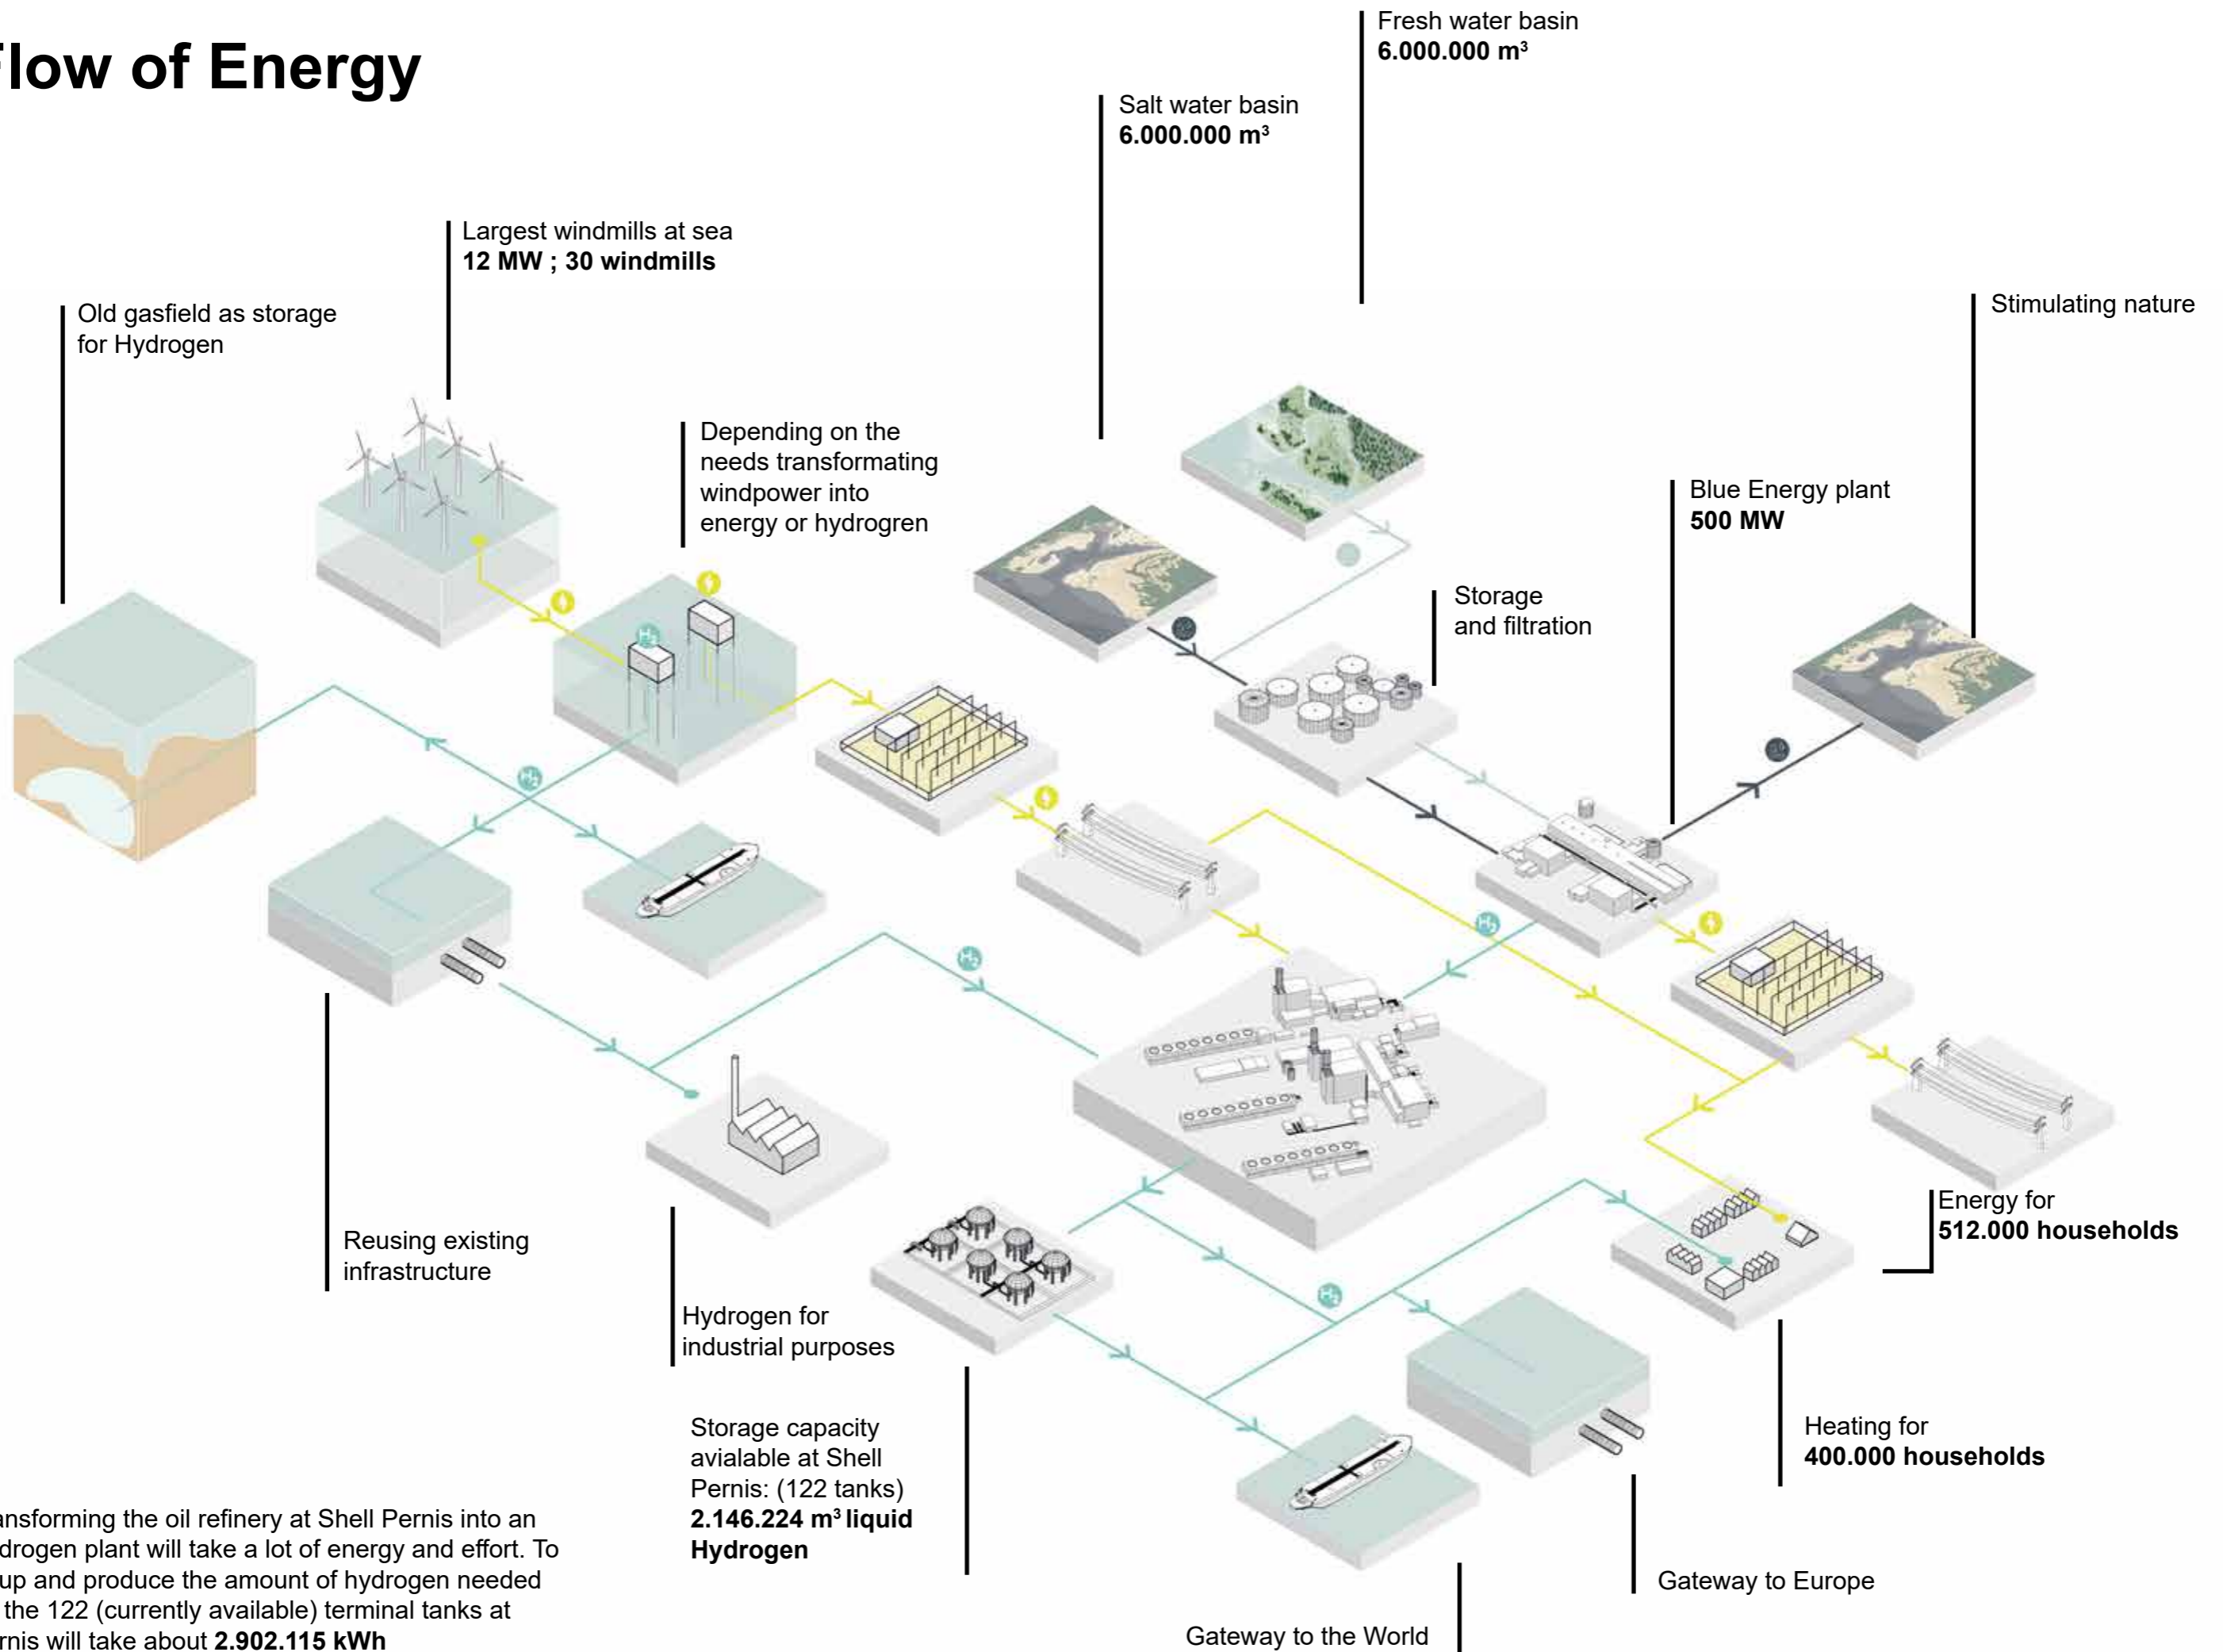 Flow of Energy
Fresh water basin
6.000.000 m³
Salt water basin
6.000.000 m³
Largest windmills at sea
12 MW ; 30 windmills
Old gasfield as storage
for Hydrogen
Depending on the
needs transformating
windpower into
energy or hydrogren
Stimulating nature
Blue Energy plant
500 MW
Storage
and filtration
H₂
H₂
H₂
H₂
H₂
Reusing existing
infrastructure
Hydrogen for
industrial purposes
Storage capacity
avialable at Shell
Pernis: (122 tanks)
2.146.224 m³ liquid
Hydrogen
Energy for
512.000 households
Heating for
400.000 households
Gateway to Europe
Gateway to the World
ansforming the oil refinery at Shell Pernis into an
drogen plant will take a lot of energy and effort. To
up and produce the amount of hydrogen needed
the 122 (currently available) terminal tanks at
rnis will take about 2.902.115 kWh